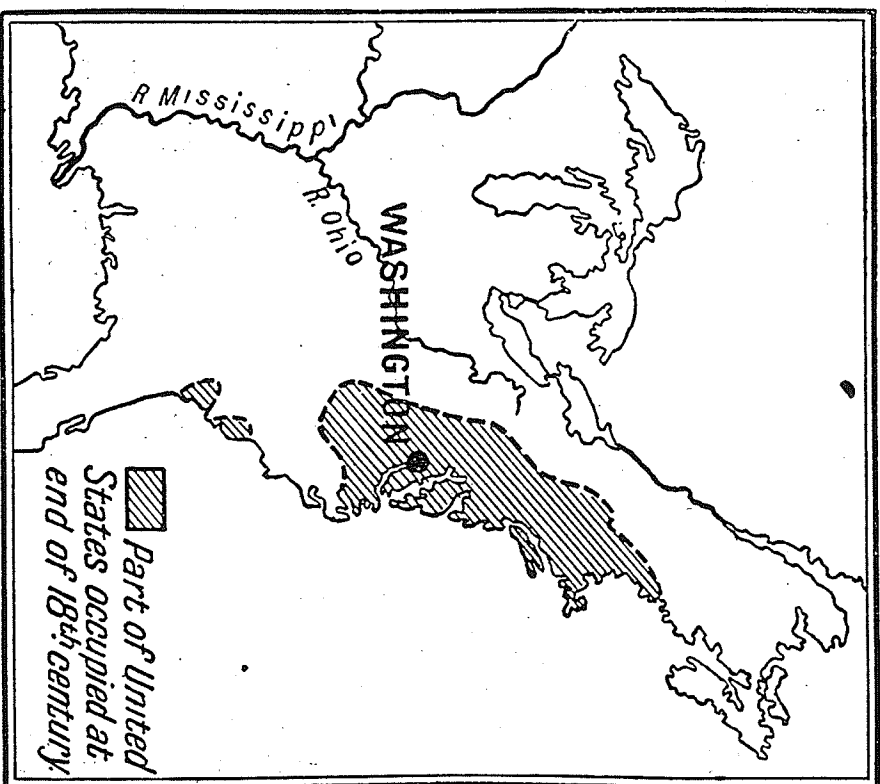 R Mississippi
R. Ohio
WASHINGTON
Part of United
States occupied at
end of 18th century.